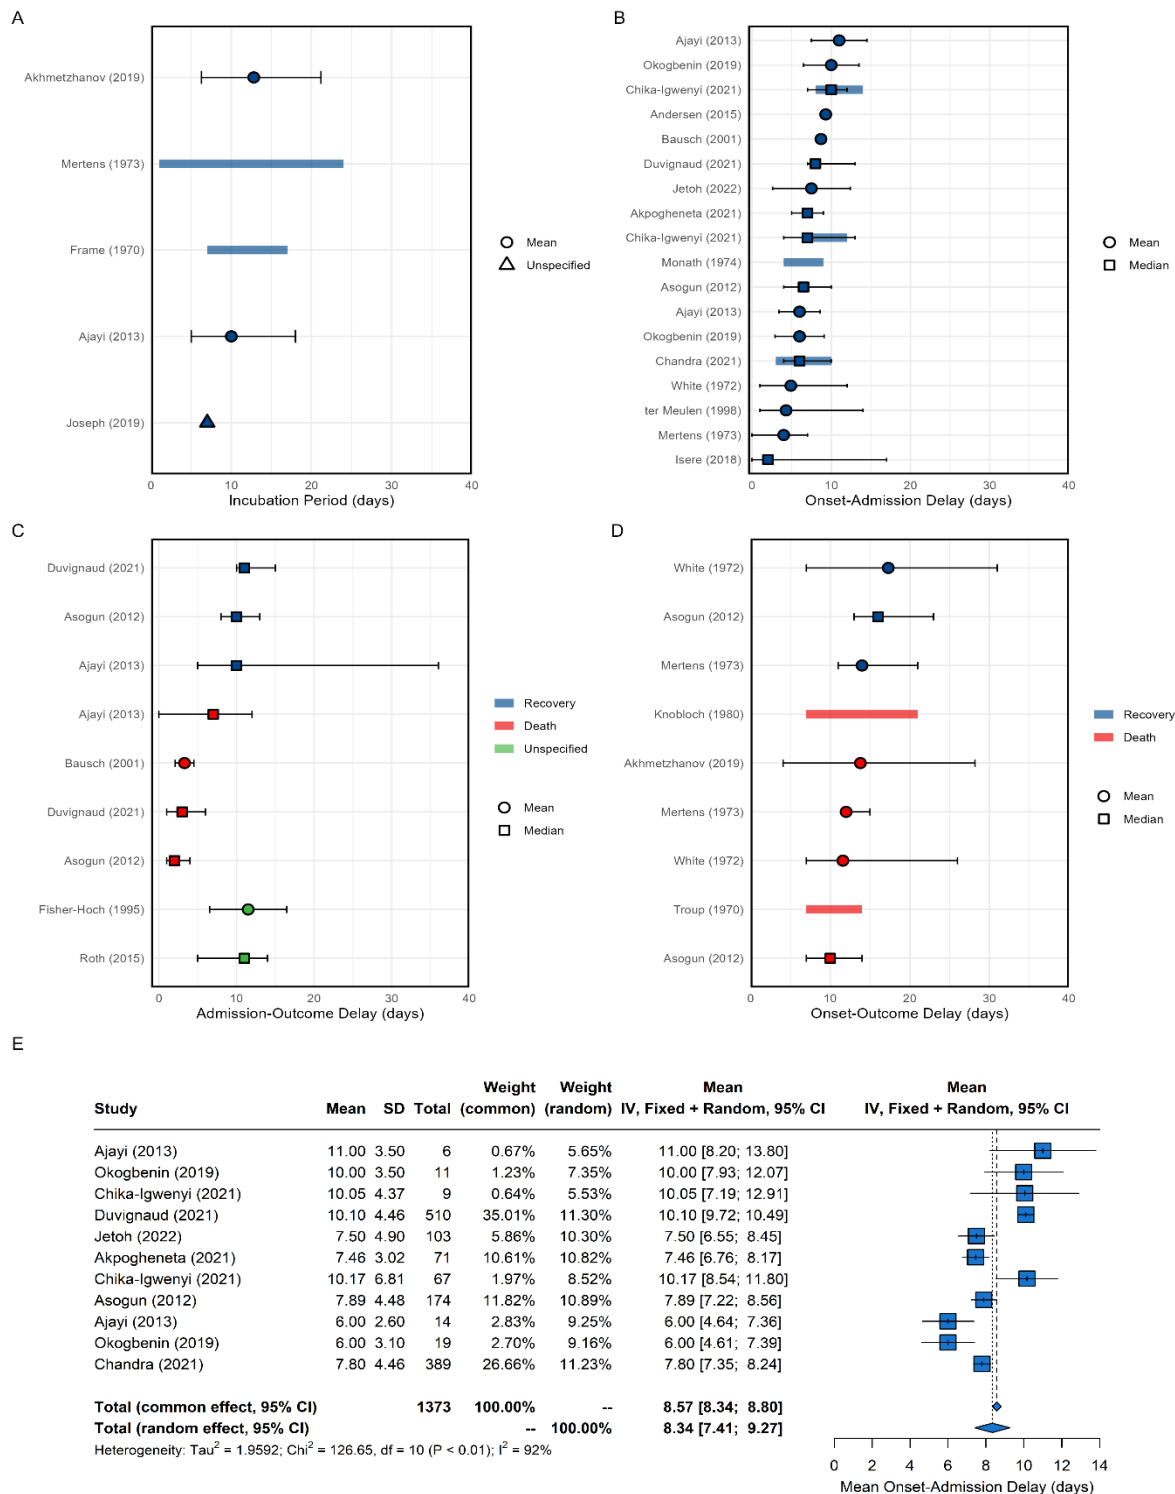 A
Akhmetzhanov (2019)
Mertens (1973)
Frame (1970)
Ajayi (2013)
Joseph (2019)
0 10 20 30 40
Incubation Period (days)
Mean
Unspecified
B
Ajayi (2013)
Okogbenin (2019)
Chika-Igwenyi (2021)
Andersen (2015)
Bausch (2001)
Duvignaud (2021)
Jetoh (2022)
Akpogheneta (2021)
Chika-Igwenyi (2021)
Monath (1974)
Asogun (2012)
Ajayi (2013)
Okogbenin (2019)
Chandra (2021)
White (1972)
ter Meulen (1998)
Mertens (1973)
Isere (2018)
0 10 20 30 40
Onset-Admission Delay (days)
Mean
Median
C
Duvignaud (2021)
Asogun (2012)
Ajayi (2013)
Ajayi (2013)
Bausch (2001)
Duvignaud (2021)
Asogun (2012)
Fisher-Hoch (1995)
Roth (2015)
0 10 20 30 40
Admission-Outcome Delay (days)
Recovery
Death
Unspecified
Mean
Median
D
White (1972)
Asogun (2012)
Mertens (1973)
Knobloch (1980)
Akhmetzhanov (2019)
Mertens (1973)
White (1972)
Troup (1970)
Asogun (2012)
0 10 20 30 40
Onset-Outcome Delay (days)
Recovery
Death
Mean
Median
E
Weight Weight Mean Mean
Study Mean SD Total (common) (random) IV, Fixed + Random, 95% CI IV, Fixed + Random, 95% CI
Ajayi (2013) 11.00 3.50 6 0.67% 5.65% 11.00 [8.20; 13.80]
Okogbenin (2019) 10.00 3.50 11 1.23% 7.35% 10.00 [7.93; 12.07]
Chika-Igwenyi (2021) 10.05 4.37 9 0.64% 5.53% 10.05 [7.19; 12.91]
Duvignaud (2021) 10.10 4.46 510 35.01% 11.30% 10.10 [9.72; 10.49]
Jetoh (2022) 7.50 4.90 103 5.86% 10.30% 7.50 [6.55; 8.45]
Akpogheneta (2021) 7.46 3.02 71 10.61% 10.82% 7.46 [6.76; 8.17]
Chika-Igwenyi (2021) 10.17 6.81 67 1.97% 8.52% 10.17 [8.54; 11.80]
Asogun (2012) 7.89 4.48 174 11.82% 10.89% 7.89 [7.22; 8.56]
Ajayi (2013) 6.00 2.60 14 2.83% 9.25% 6.00 [4.64; 7.36]
Okogbenin (2019) 6.00 3.10 19 2.70% 9.16% 6.00 [4.61; 7.39]
Chandra (2021) 7.80 4.46 389 26.66% 11.23% 7.80 [7.35; 8.24]
Total (common effect, 95% CI) 1373 100.00% -- 8.57 [8.34; 8.80]
Total (random effect, 95% CI) -- 100.00% 8.34 [7.41; 9.27]
Heterogeneity: Tau² = 1.9592; Chi² = 126.65, df = 10 (P < 0.01); I² = 92%
0 2 4 6 8 10 12 14
Mean Onset-Admission Delay (days)